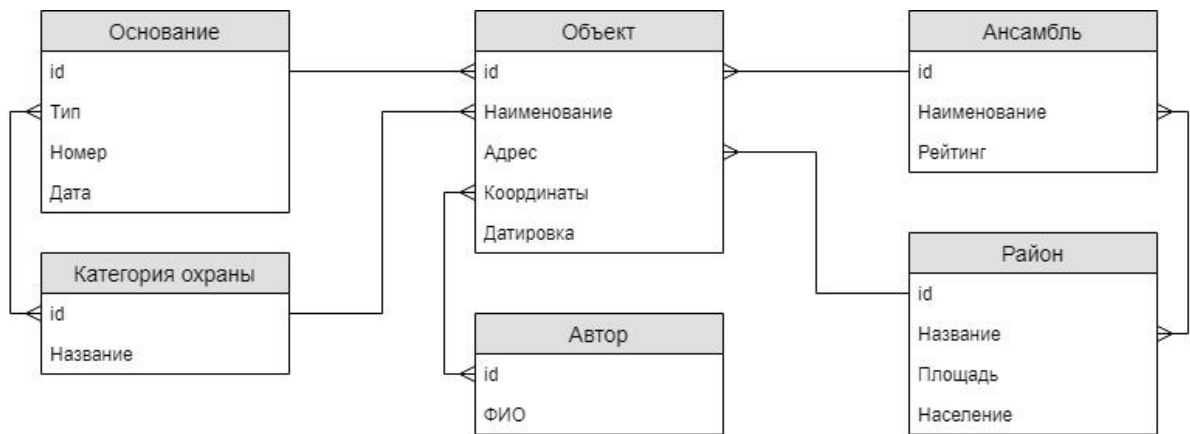 Основание
id
Тип
Номер
Дата
Категория охраны
id
Название
Объект
id
Наименование
Адрес
Координаты
Датировка
Автор
id
ФИО
Ансамбль
id
Наименование
Рейтинг
Район
id
Название
Площадь
Население